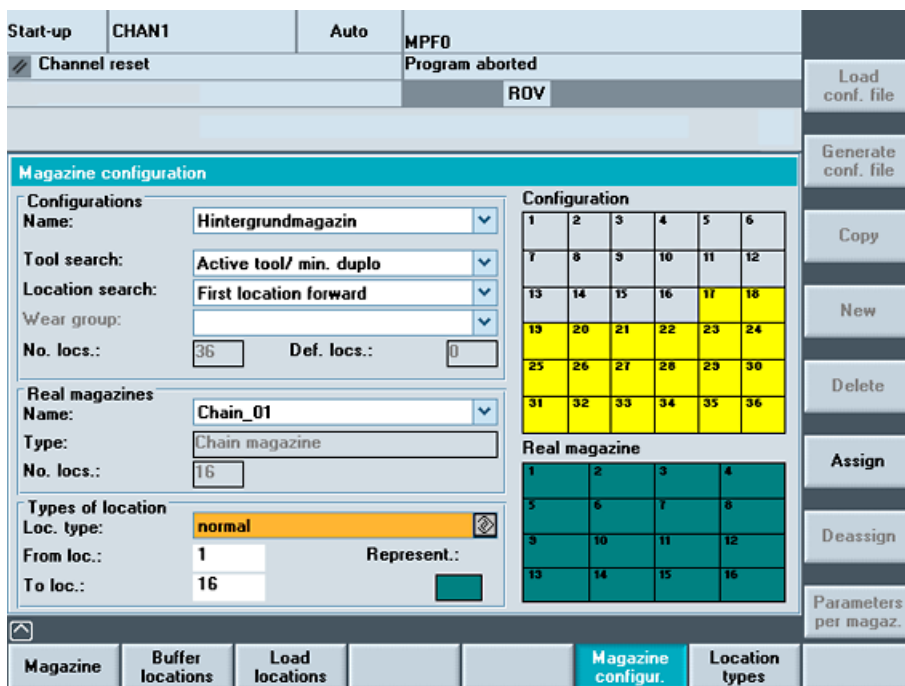 Start-up CHAN1 Auto MPF0
Channel reset Program aborted
ROV
Load
conf. file
Generate
conf. file
Copy
New
Delete
Assign
Deassign
Parameters
per magaz.
Magazine configuration
Configurations
Name: Hintergrundmagazin
Tool search: Active tool/ min. duplo
Location search: First location forward
Wear group:
No. locs.: 36 Def. locs.: 0
Real magazines
Name: Chain_01
Type: Chain magazine
No. locs.: 16
Types of location
Loc. type: normal
From loc.: 1 Represent.:
To loc.: 16
Configuration
1 2 3 4 5 6
7 8 9 10 11 12
13 14 15 16 17 18
19 20 21 22 23 24
25 26 27 28 29 30
31 32 33 34 35 36
Real magazine
1 2 3 4
5 6 7 8
9 10 11 12
13 14 15 16
Magazine
Buffer
locations
Load
locations
Magazine
configur.
Location
types